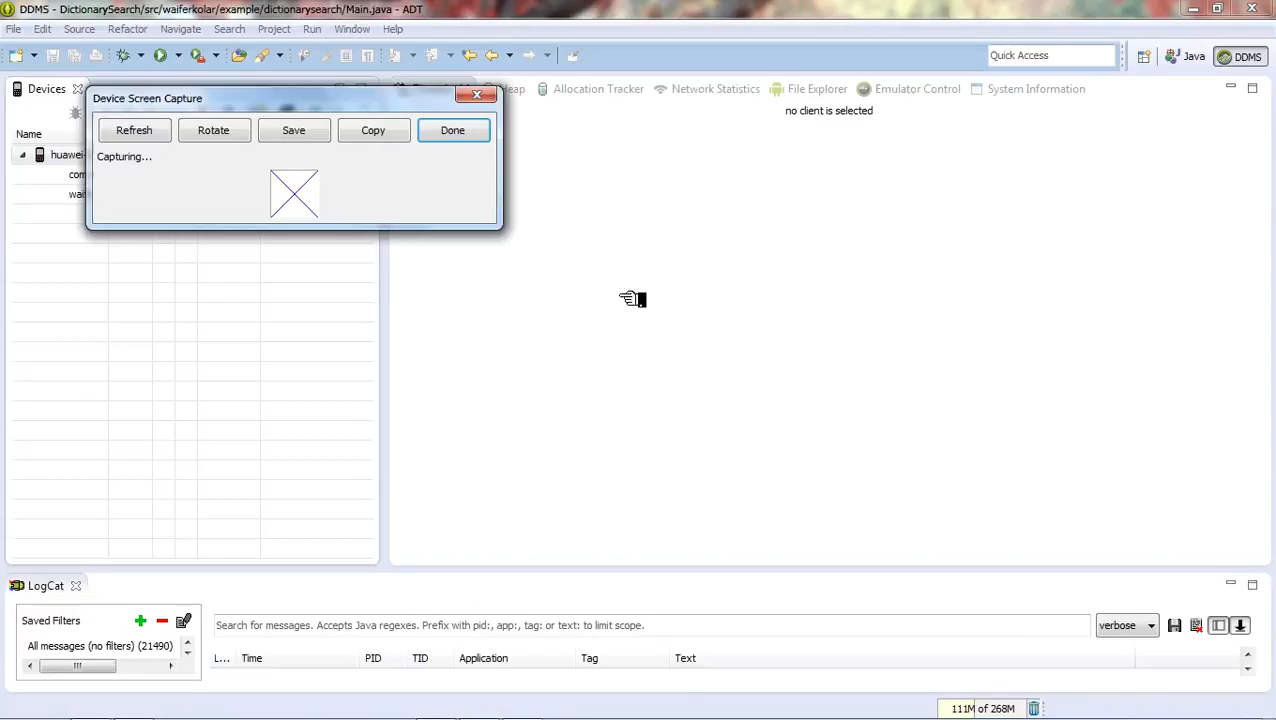 DDMS - DictionarySearch/src/waiferkolar/example/dictionarysearch/Main.java - ADT
File Edit Source Refactor Navigate Search Project Run Window Help
Quick Access Java DDMS
Devices Heap Allocation Tracker Network Statistics File Explorer Emulator Control System Information
Device Screen Capture
no client is selected
Refresh Rotate Save Copy Done
Name
Capturing...
huawei-
com
LogCat
Saved Filters
Search for messages. Accepts Java regexes. Prefix with pid:, app:, tag: or text: to limit scope. verbose
All messages (no filters) (21490)
L... Time PID TID Application Tag Text
111M of 268M